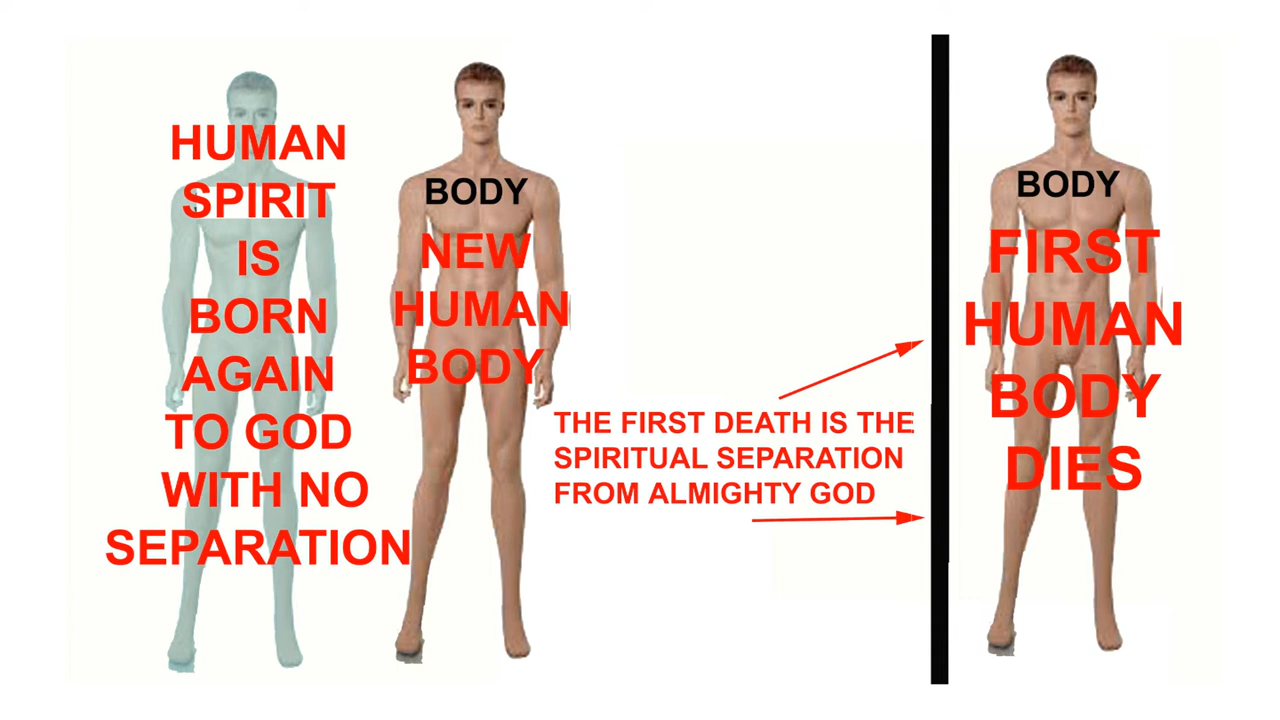 HUMAN
SPIRIT
IS
BORN
AGAIN
TO GOD
WITH NO
SEPARATION
BODY
NEW
HUMAN
BODY
THE FIRST DEATH IS THE
SPIRITUAL SEPARATION
FROM ALMIGHTY GOD
BODY
FIRST
HUMAN
BODY
DIES